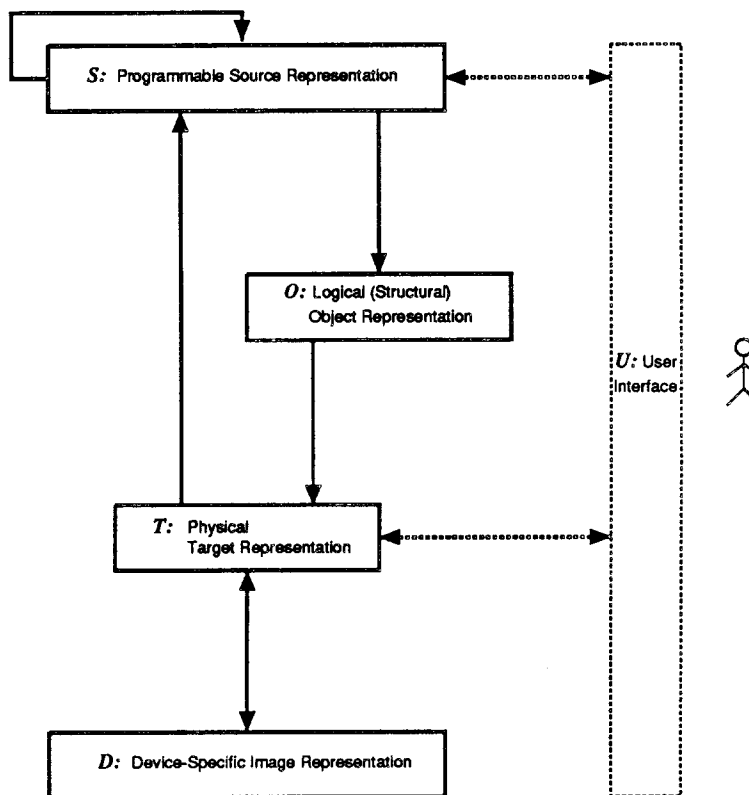 S: Programmable Source Representation
O: Logical (Structural)
Object Representation
U: User
Interface
T: Physical
Target Representation
D: Device-Specific Image Representation